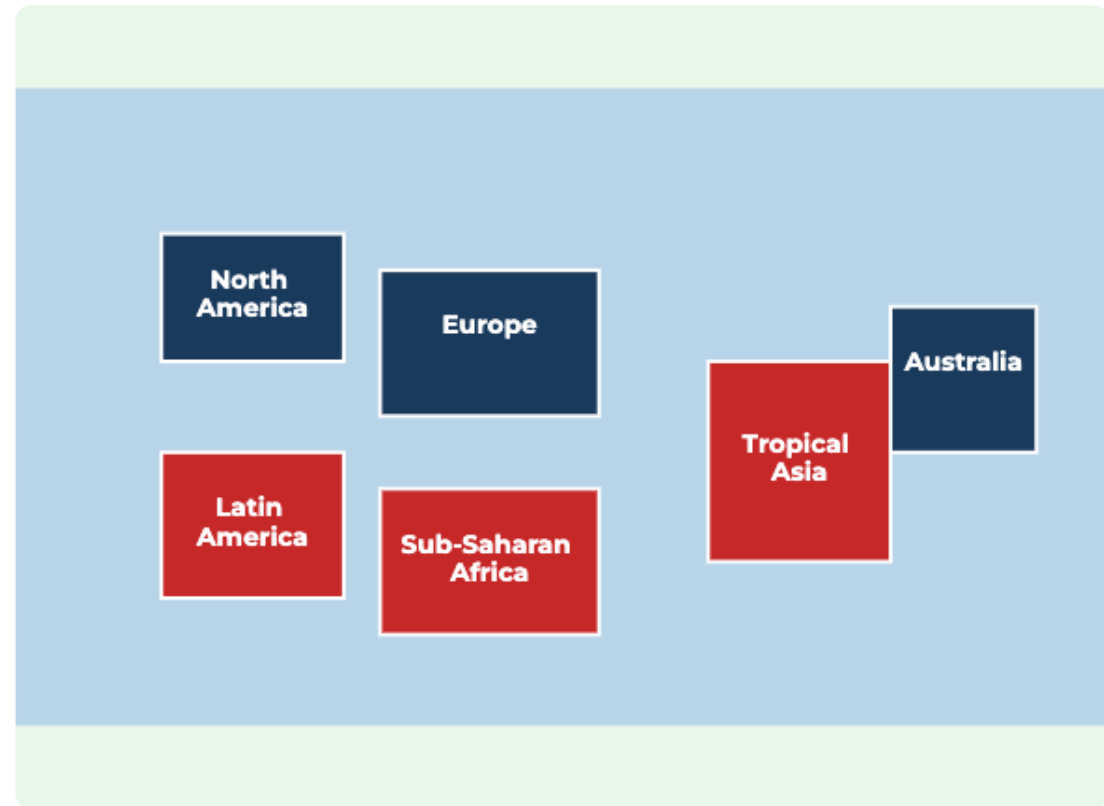 North
America
Europe
Australia
Tropical
Asia
Latin
America
Sub-Saharan
Africa